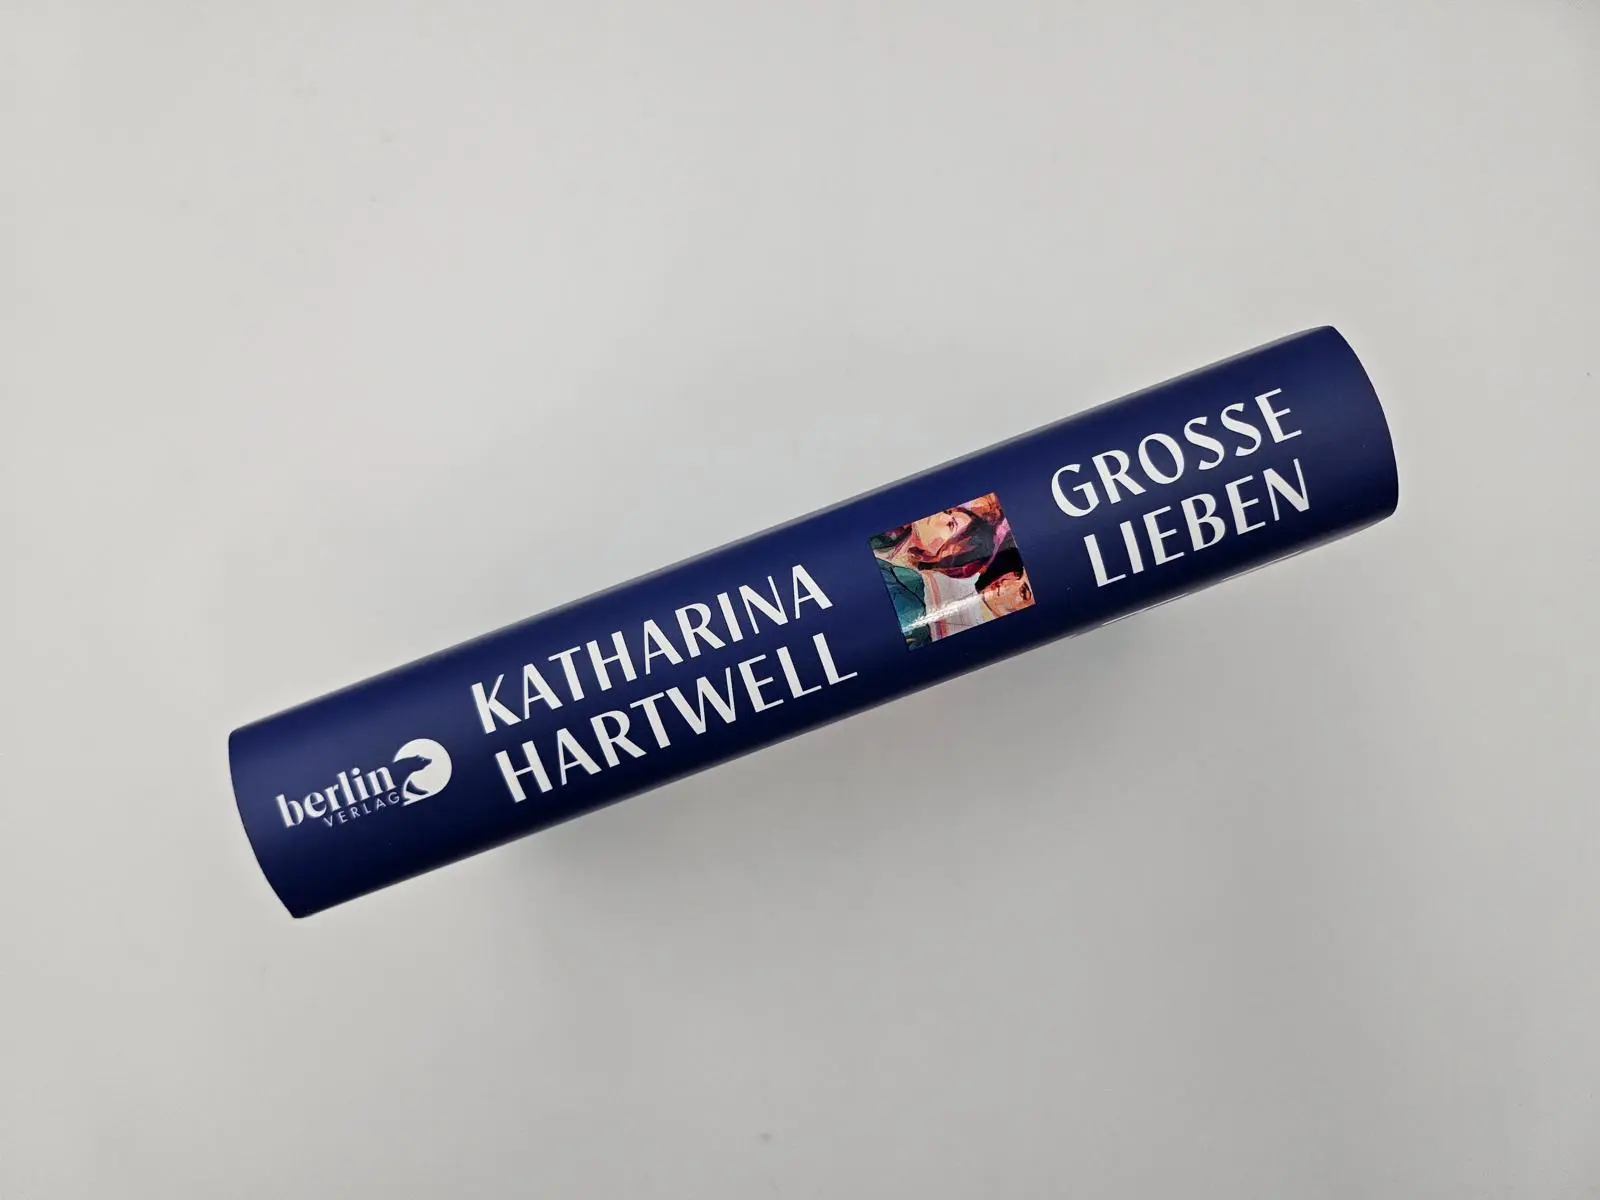 berlin
VERLAG
KATHARINA
HARTWELL
GROSSE
LIEBEN